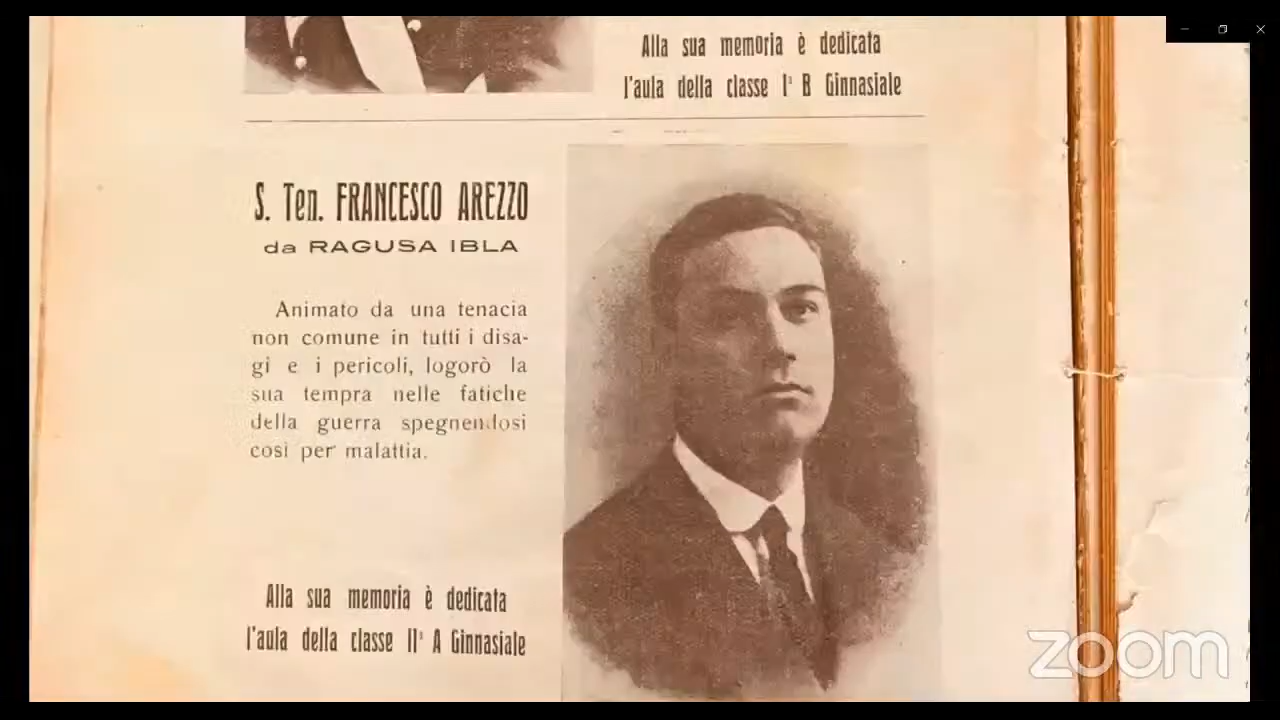 Alla sua memoria è dedicata
l'aula della classe Iª B Ginnasiale
S. Ten. FRANCESCO AREZZO
da RAGUSA IBLA
Animato da una tenacia
non comune in tutti i disa-
gi e i pericoli, logorò la
sua tempra nelle fatiche
della guerra spegnendosi
così per malattia.
Alla sua memoria è dedicata
l'aula della classe IIª A Ginnasiale
zoom